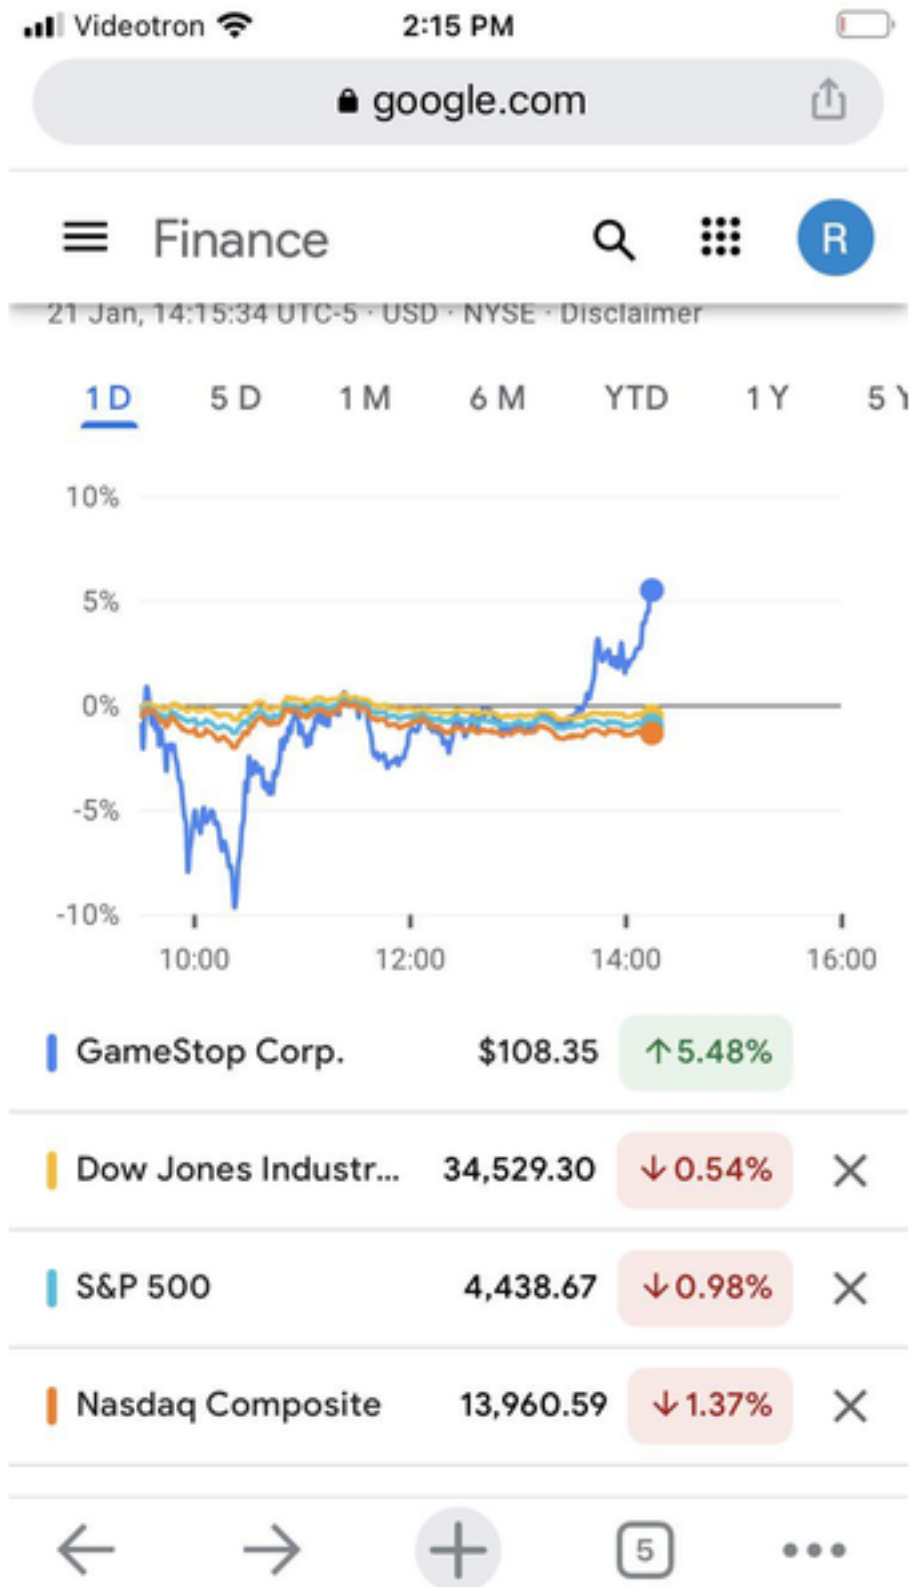 Videotron 2:15 PM
google.com
Finance R
21 Jan, 14:15:34 UTC-5 · USD · NYSE · Disclaimer
1 D 5 D 1 M 6 M YTD 1 Y 5 Y
10%
5%
0%
-5%
-10%
10:00 12:00 14:00 16:00
GameStop Corp. $108.35 ↑5.48%
Dow Jones Industr... 34,529.30 ↓0.54%
S&P 500 4,438.67 ↓0.98%
Nasdaq Composite 13,960.59 ↓1.37%
5